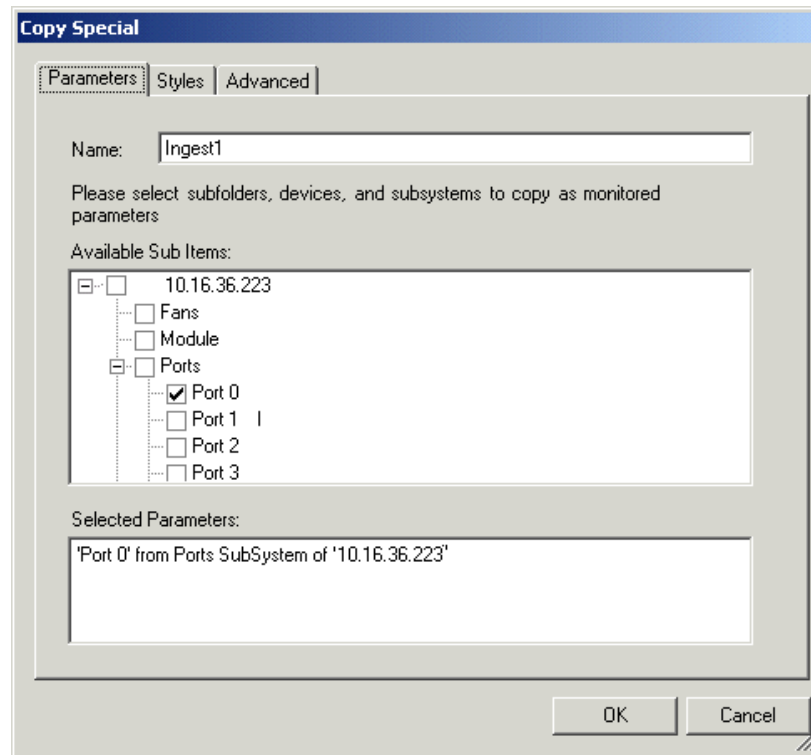 Copy Special
Parameters Styles Advanced
Name: Ingest1
Please select subfolders, devices, and subsystems to copy as monitored
parameters
Available Sub Items:
10.16.36.223
Fans
Module
Ports
Port 0
Port 1 I
Port 2
Port 3
Selected Parameters:
'Port 0' from Ports SubSystem of '10.16.36.223'
OK Cancel